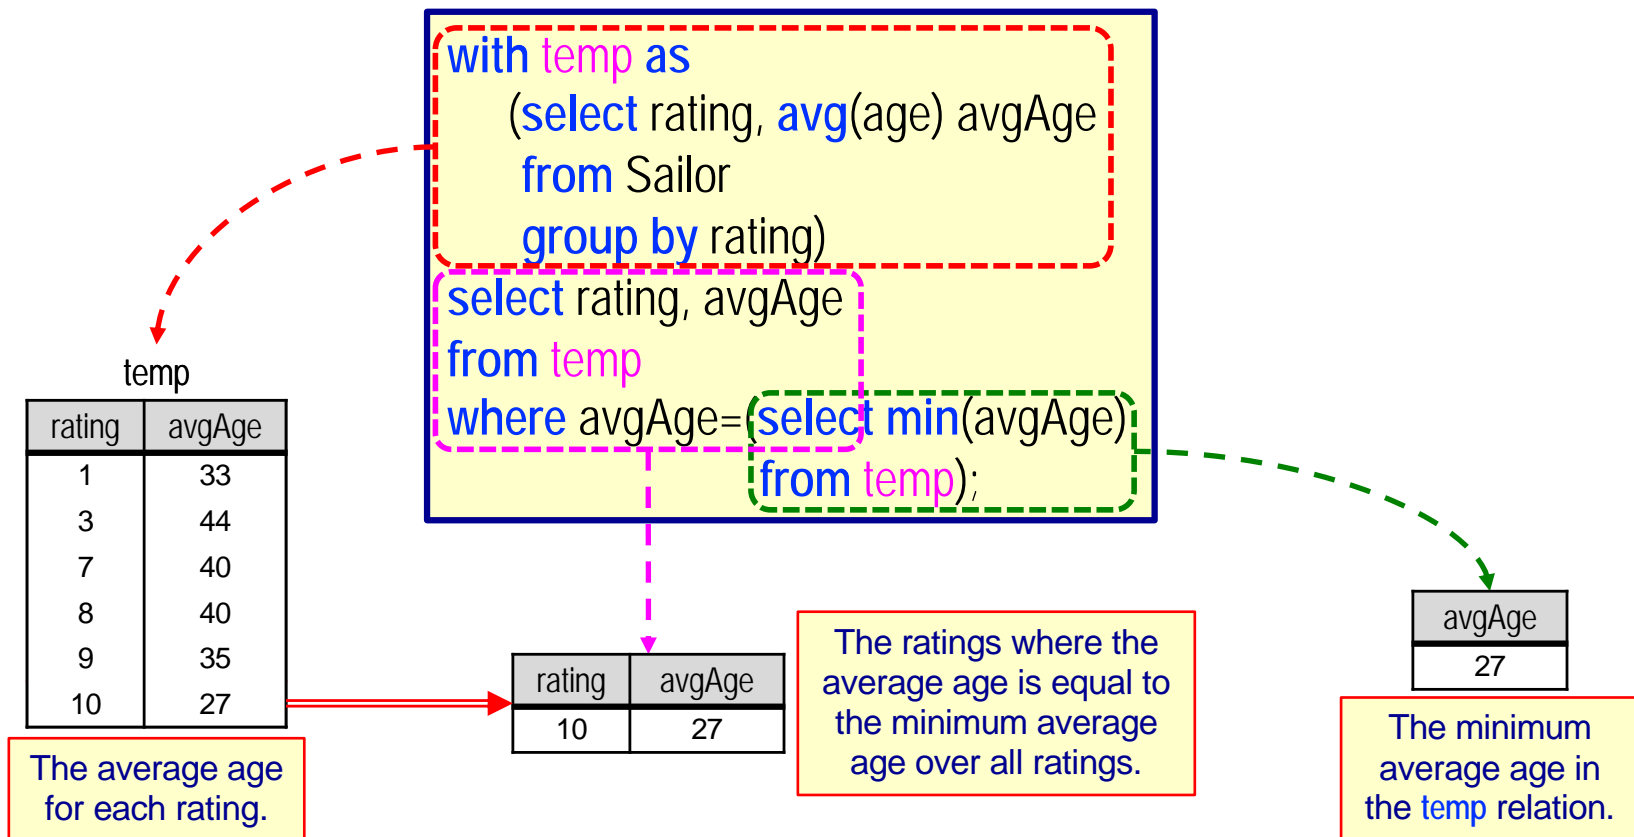 with temp as
(select rating, avg(age) avgAge
from Sailor
group by rating)
select rating, avgAge
from temp
where avgAge=(select min(avgAge)
from temp);
temp
rating avgAge
1 33
3 44
7 40
8 40
9 35
10 27
The average age
for each rating.
rating avgAge
10 27
The ratings where the
average age is equal to
the minimum average
age over all ratings.
avgAge
27
The minimum
average age in
the temp relation.